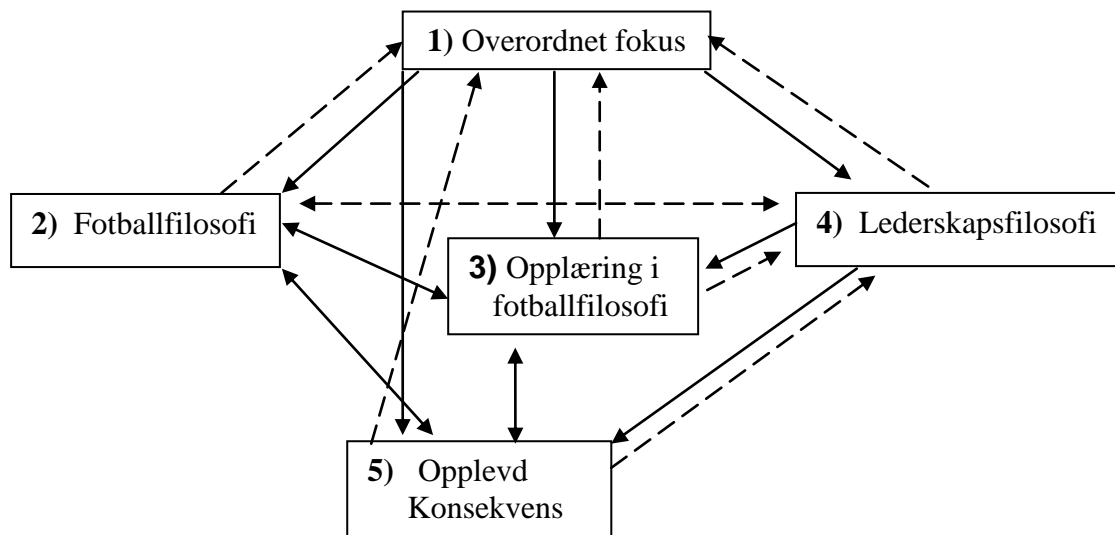 1) Overordnet fokus
2) Fotballfilosofi
4) Lederskapsfilosofi
3) Opplæring i
fotballfilosofi
5) Opplevd
Konsekvens